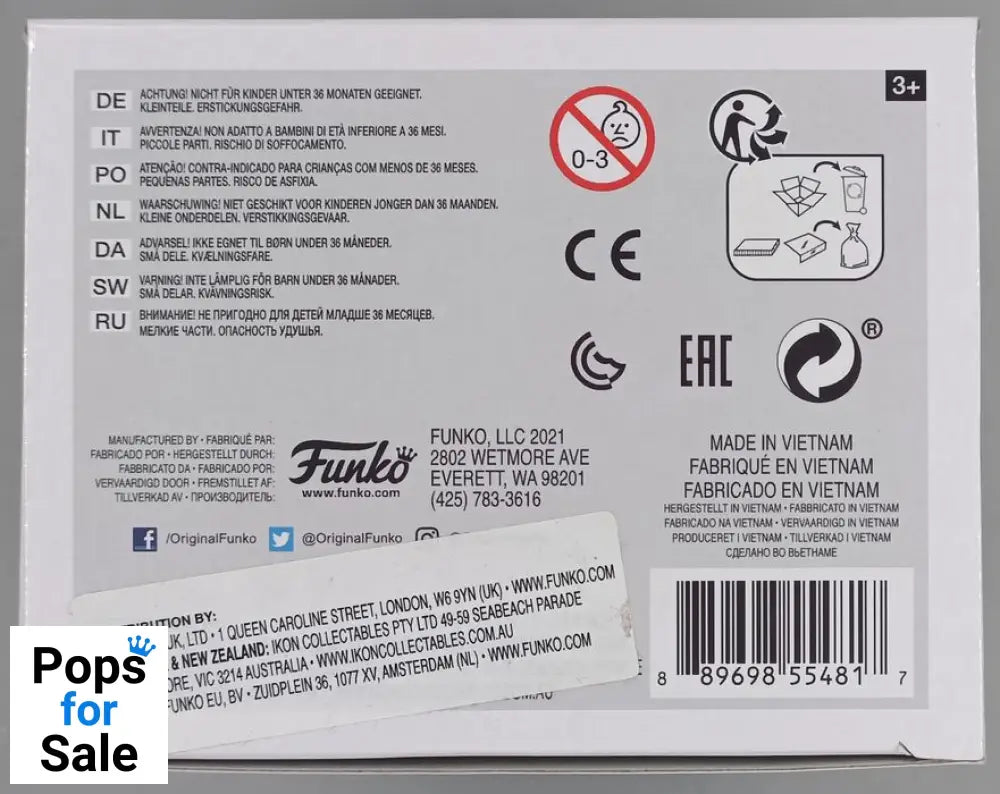 3+
DE ACHTUNG! NICHT FÜR KINDER UNTER 36 MONATEN GEEIGNET.
KLEINTEILE. ERSTICKUNGSGEFAHR.
IT AVVERTENZA! NON ADATTO A BAMBINI DI ETÀ INFERIORE A 36 MESI.
PICCOLE PARTI. RISCHIO DI SOFFOCAMENTO.
PO ATENÇÃO! CONTRA-INDICADO PARA CRIANÇAS COM MENOS DE 36 MESES.
PEQUENAS PARTES. RISCO DE ASFIXIA.
NL WAARSCHUWING! NIET GESCHIKT VOOR KINDEREN JONGER DAN 36 MAANDEN.
KLEINE ONDERDELEN. VERSTIKKINGSGEVAAR.
DA ADVARSEL! IKKE EGNET TIL BØRN UNDER 36 MÅNEDER.
SMÅ DELE. KVÆLNINGSFARE.
SW VARNING! INTE LÄMPLIG FÖR BARN UNDER 36 MÅNADER.
SMÅ DELAR. KVÄVNINGSRISK.
RU ВНИМАНИЕ! НЕ ПРИГОДНО ДЛЯ ДЕТЕЙ МЛАДШЕ 36 МЕСЯЦЕВ.
МЕЛКИЕ ЧАСТИ. ОПАСНОСТЬ УДУШЬЯ.
0-3
CE
EAC
®
MANUFACTURED BY • FABRIQUÉ PAR:
FABRICADO POR • HERGESTELLT DURCH:
FABBRICATO DA • FABRICADO POR:
VERVAARDIGD DOOR • FREMSTILLET AF:
TILLVERKAD AV • ПРОИЗВОДИТЕЛЬ:
Funko
www.funko.com
FUNKO, LLC 2021
2802 WETMORE AVE
EVERETT, WA 98201
(425) 783-3616
/OriginalFunko @OriginalFunko
MADE IN VIETNAM
FABRIQUÉ EN VIETNAM
FABRICADO EN VIETNAM
HERGESTELLT IN VIETNAM • FABBRICATO IN VIETNAM
FABRICADO NA VIETNAM • VERVAARDIGD IN VIETNAM
PRODUCERET I VIETNAM • TILLVERKAD I VIETNAM
СДЕЛАНО ВО ВЬЕТНАМЕ
BY:
UK, LTD • 1 QUEEN CAROLINE STREET, LONDON, W6 9YN (UK) • WWW.FUNKO.COM
& NEW ZEALAND: IKON COLLECTABLES PTY LTD 49-59 SEABEACH PARADE
VIC 3214 AUSTRALIA • WWW.IKONCOLLECTABLES.COM.AU
FUNKO EU, BV • ZUIDPLEIN 36, 1077 XV, AMSTERDAM (NL) • WWW.FUNKO.COM
8 89698 55481 7
Pops
for
Sale